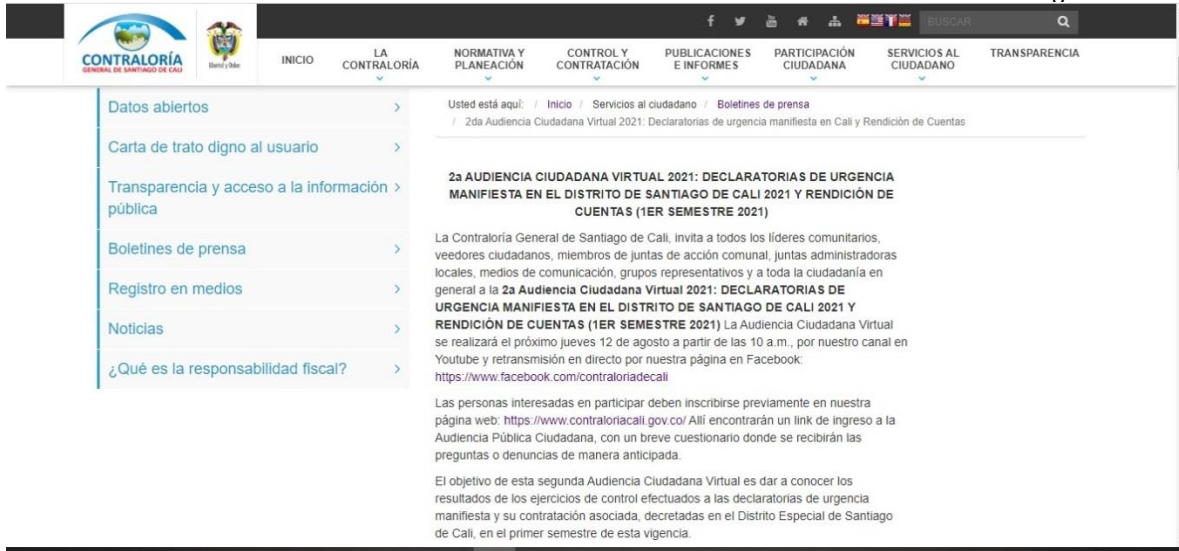 BUSCAR
CONTRALORÍA
GENERAL DE SANTIAGO DE CALI
Libertad y Orden
INICIO
LA
CONTRALORÍA
NORMATIVA Y
PLANEACIÓN
CONTROL Y
CONTRATACIÓN
PUBLICACIONES
E INFORMES
PARTICIPACIÓN
CIUDADANA
SERVICIOS AL
CIUDADANO
TRANSPARENCIA
Datos abiertos
Carta de trato digno al usuario
Transparencia y acceso a la información
pública
Boletines de prensa
Registro en medios
Noticias
¿Qué es la responsabilidad fiscal?
Usted está aquí: / Inicio / Servicios al ciudadano / Boletines de prensa
/ 2da Audiencia Ciudadana Virtual 2021: Declaratorias de urgencia manifiesta en Cali y Rendición de Cuentas
2a AUDIENCIA CIUDADANA VIRTUAL 2021: DECLARATORIAS DE URGENCIA
MANIFIESTA EN EL DISTRITO DE SANTIAGO DE CALI 2021 Y RENDICIÓN DE
CUENTAS (1ER SEMESTRE 2021)
La Contraloría General de Santiago de Cali, invita a todos los líderes comunitarios,
veedores ciudadanos, miembros de juntas de acción comunal, juntas administradoras
locales, medios de comunicación, grupos representativos y a toda la ciudadanía en
general a la 2a Audiencia Ciudadana Virtual 2021: DECLARATORIAS DE
URGENCIA MANIFIESTA EN EL DISTRITO DE SANTIAGO DE CALI 2021 Y
RENDICIÓN DE CUENTAS (1ER SEMESTRE 2021) La Audiencia Ciudadana Virtual
se realizará el próximo jueves 12 de agosto a partir de las 10 a.m., por nuestro canal en
Youtube y retransmisión en directo por nuestra página en Facebook:
https://www.facebook.com/contraloriadecali
Las personas interesadas en participar deben inscribirse previamente en nuestra
página web: https://www.contraloriacali.gov.co/ Allí encontrarán un link de ingreso a la
Audiencia Pública Ciudadana, con un breve cuestionario donde se recibirán las
preguntas o denuncias de manera anticipada.
El objetivo de esta segunda Audiencia Ciudadana Virtual es dar a conocer los
resultados de los ejercicios de control efectuados a las declaratorias de urgencia
manifiesta y su contratación asociada, decretadas en el Distrito Especial de Santiago
de Cali, en el primer semestre de esta vigencia.